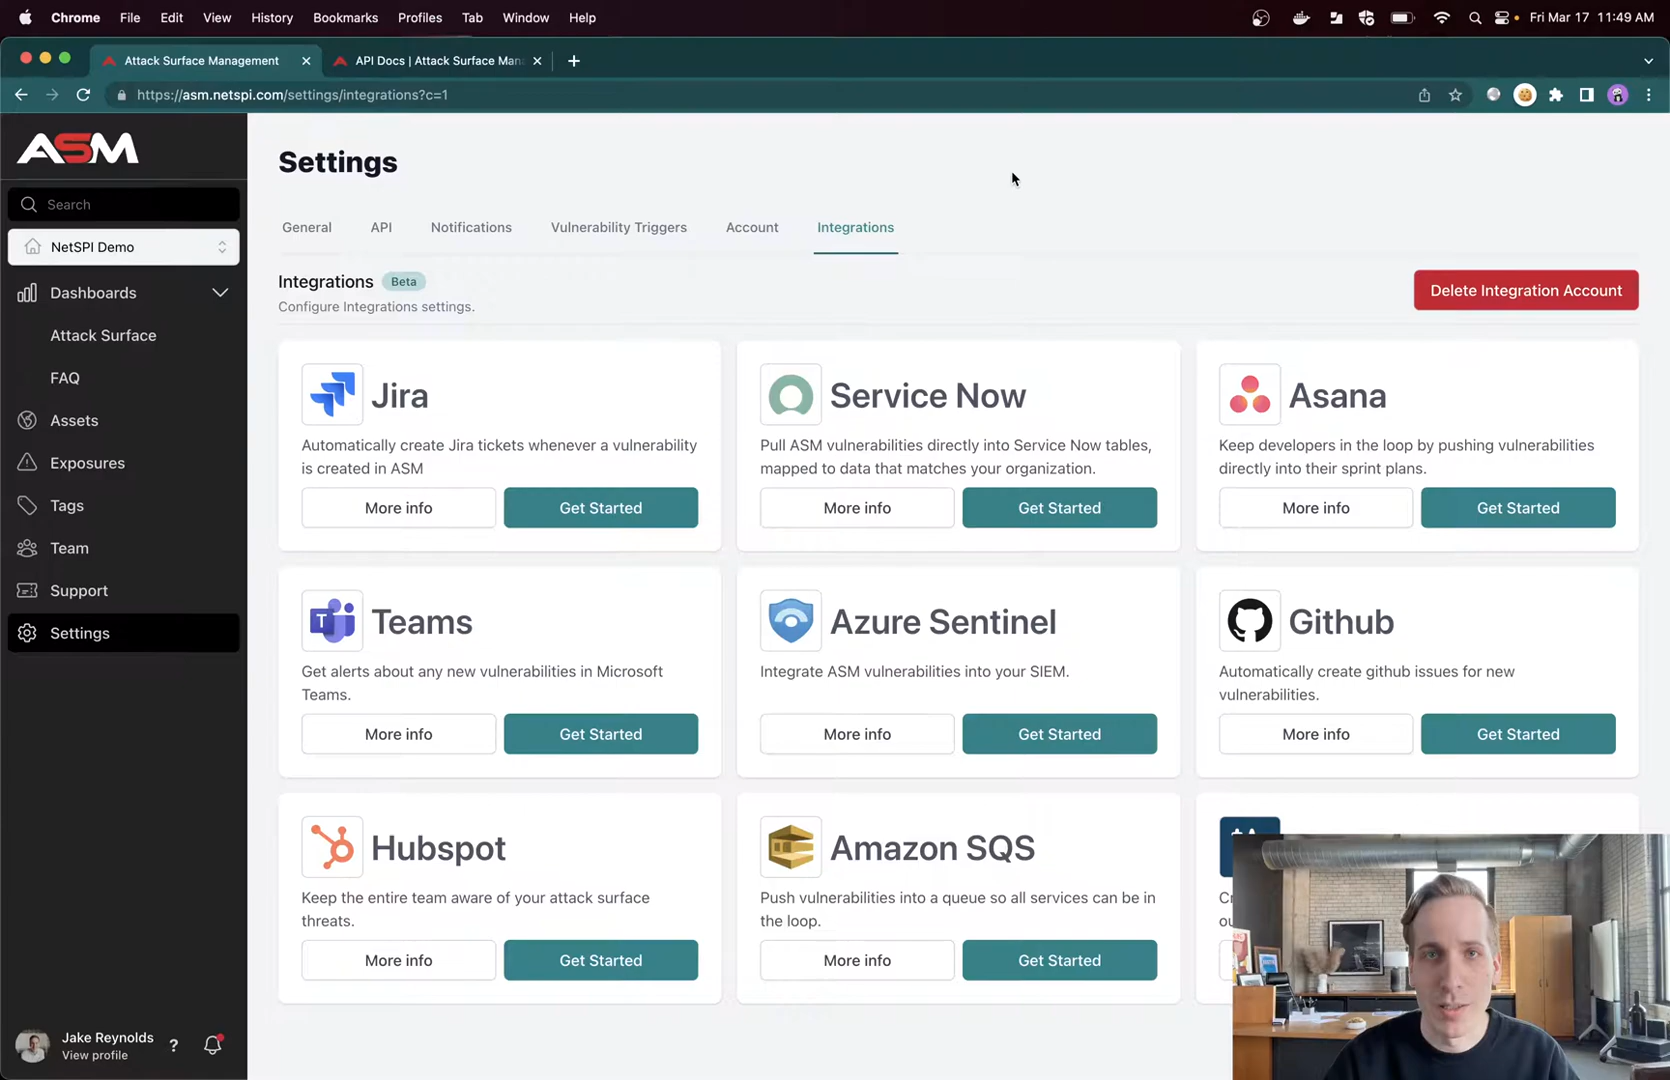 Chrome File Edit View History Bookmarks Profiles Tab Window Help Fri Mar 17 11:49 AM
Attack Surface Management API Docs | Attack Surface Man
https://asm.netspi.com/settings/integrations?c=1
ASM
Search
NetSPI Demo
Dashboards
Attack Surface
FAQ
Assets
Exposures
Tags
Team
Support
Settings
Jake Reynolds
View profile
?
Settings
General API Notifications Vulnerability Triggers Account Integrations
Integrations Beta
Configure Integrations settings.
Delete Integration Account
Jira
Automatically create Jira tickets whenever a vulnerability
is created in ASM
More info Get Started
Service Now
Pull ASM vulnerabilities directly into Service Now tables,
mapped to data that matches your organization.
More info Get Started
Asana
Keep developers in the loop by pushing vulnerabilities
directly into their sprint plans.
More info Get Started
Teams
Get alerts about any new vulnerabilities in Microsoft
Teams.
More info Get Started
Azure Sentinel
Integrate ASM vulnerabilities into your SIEM.
More info Get Started
Github
Automatically create github issues for new
vulnerabilities.
More info Get Started
Hubspot
Keep the entire team aware of your attack surface
threats.
More info Get Started
Amazon SQS
Push vulnerabilities into a queue so all services can be in
the loop.
More info Get Started